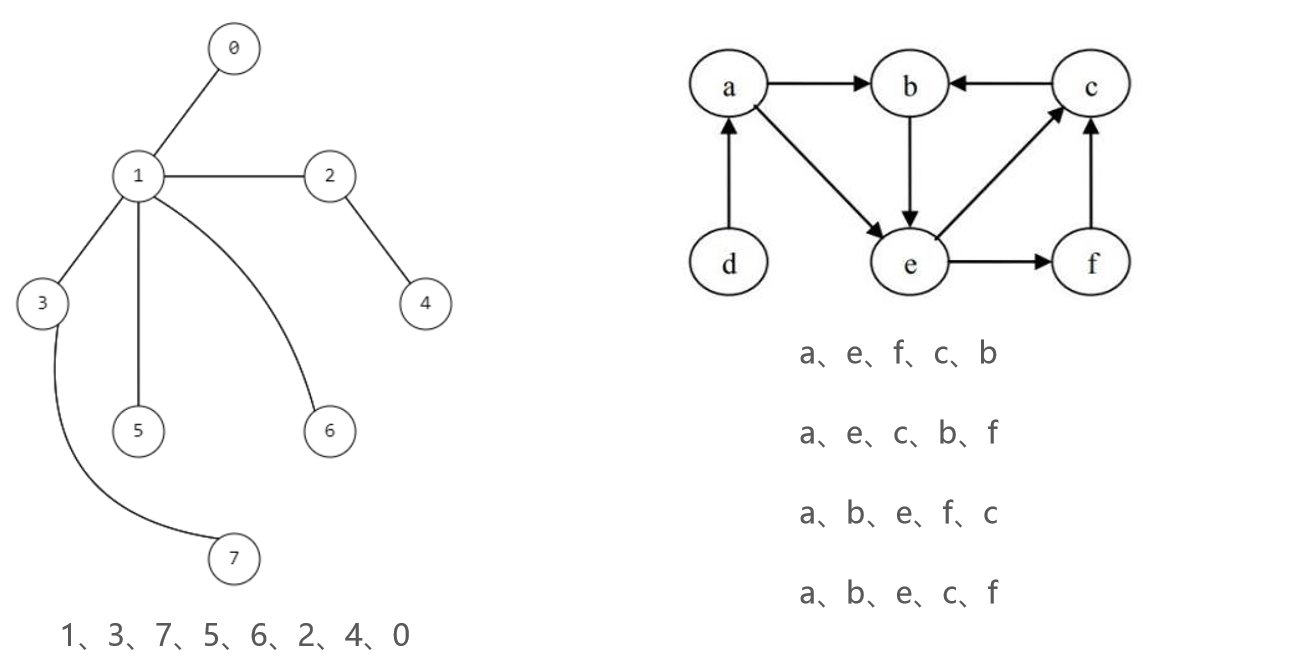 0
1
2
3
4
5
6
7
1、3、7、5、6、2、4、0
a
b
c
d
e
f
a、e、f、c、b
a、e、c、b、f
a、b、e、f、c
a、b、e、c、f